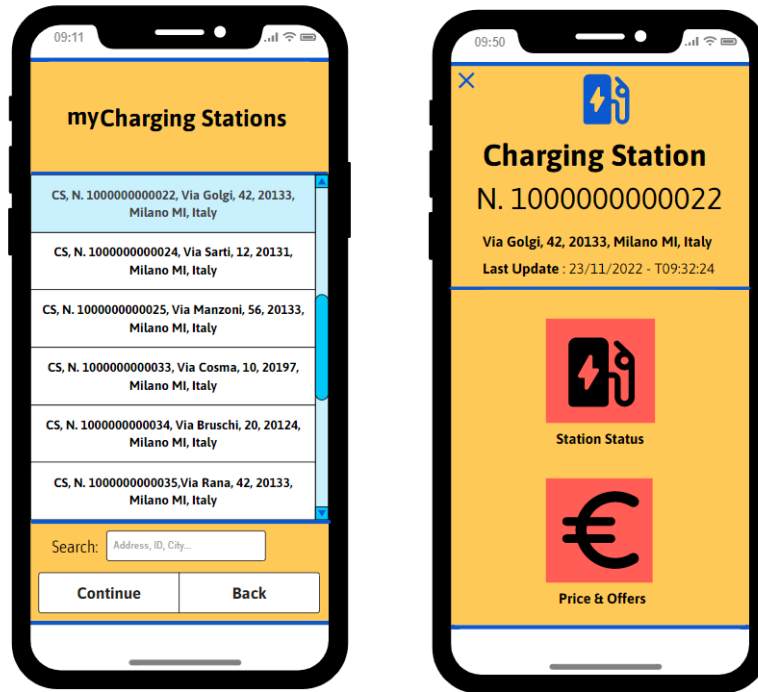 09:11
myCharging Stations
CS, N. 1000000000022, Via Golgi, 42, 20133,
Milano MI, Italy
CS, N. 1000000000024, Via Sarti, 12, 20131,
Milano MI, Italy
CS, N. 1000000000025, Via Manzoni, 56, 20133,
Milano MI, Italy
CS, N. 1000000000033, Via Cosma, 10, 20197,
Milano MI, Italy
CS, N. 1000000000034, Via Bruschi, 20, 20124,
Milano MI, Italy
CS, N. 1000000000035,Via Rana, 42, 20133,
Milano MI, Italy
Search: Address, ID, City...
Continue Back
09:50
Charging Station
N. 1000000000022
Via Golgi, 42, 20133, Milano MI, Italy
Last Update : 23/11/2022 - T09:32:24
Station Status
€
Price & Offers